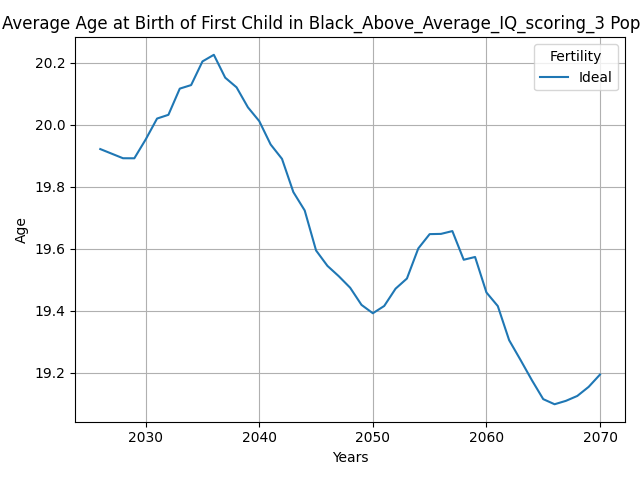 Average Age at Birth of First Child in Black_Above_Average_IQ_scoring_3 Pop
Fertility
Ideal
20.2
20.0
19.8
19.6
19.4
19.2
Age
2030 2040 2050 2060 2070
Years